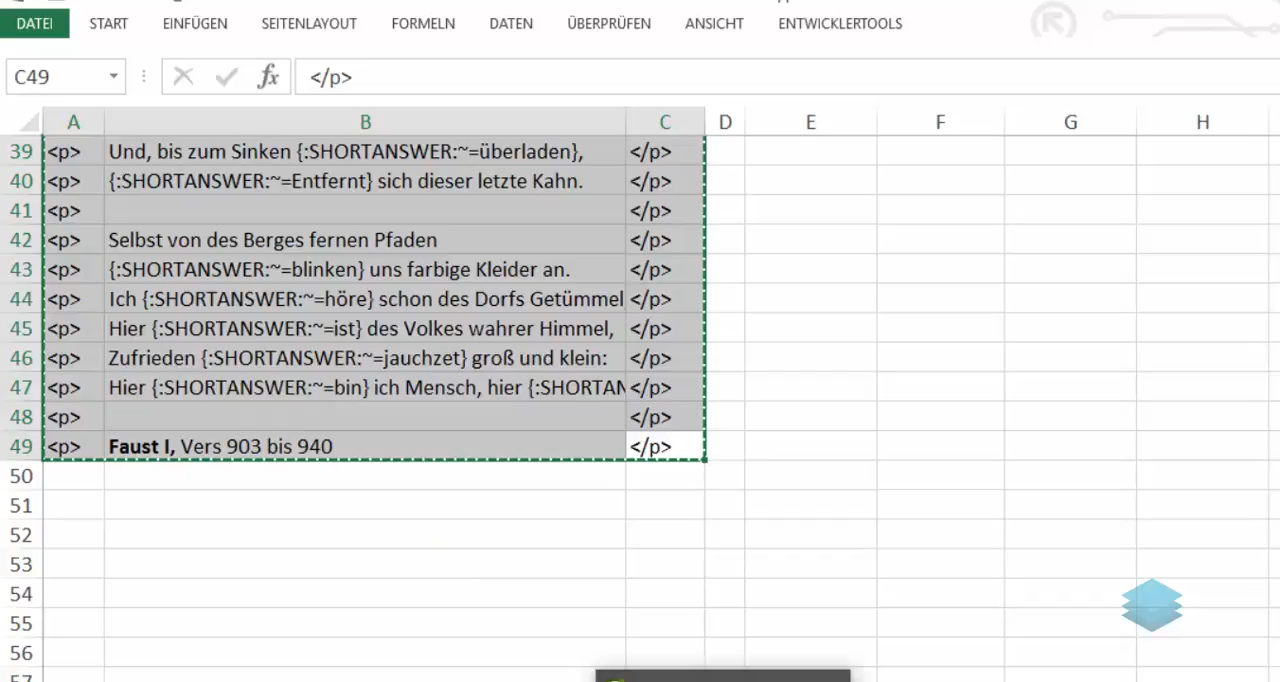 DATEI START EINFÜGEN SEITENLAYOUT FORMELN DATEN ÜBERPRÜFEN ANSICHT ENTWICKLERTOOLS
C49 fx </p>
A B C D E F G H
39 <p> Und, bis zum Sinken {:SHORTANSWER:~=überladen}, </p>
40 <p> {:SHORTANSWER:~=Entfernt} sich dieser letzte Kahn. </p>
41 <p> </p>
42 <p> Selbst von des Berges fernen Pfaden </p>
43 <p> {:SHORTANSWER:~=blinken} uns farbige Kleider an. </p>
44 <p> Ich {:SHORTANSWER:~=höre} schon des Dorfs Getümmel </p>
45 <p> Hier {:SHORTANSWER:~=ist} des Volkes wahrer Himmel, </p>
46 <p> Zufrieden {:SHORTANSWER:~=jauchzet} groß und klein: </p>
47 <p> Hier {:SHORTANSWER:~=bin} ich Mensch, hier {:SHORTAN </p>
48 <p> </p>
49 <p> Faust I, Vers 903 bis 940 </p>
50
51
52
53
54
55
56
57